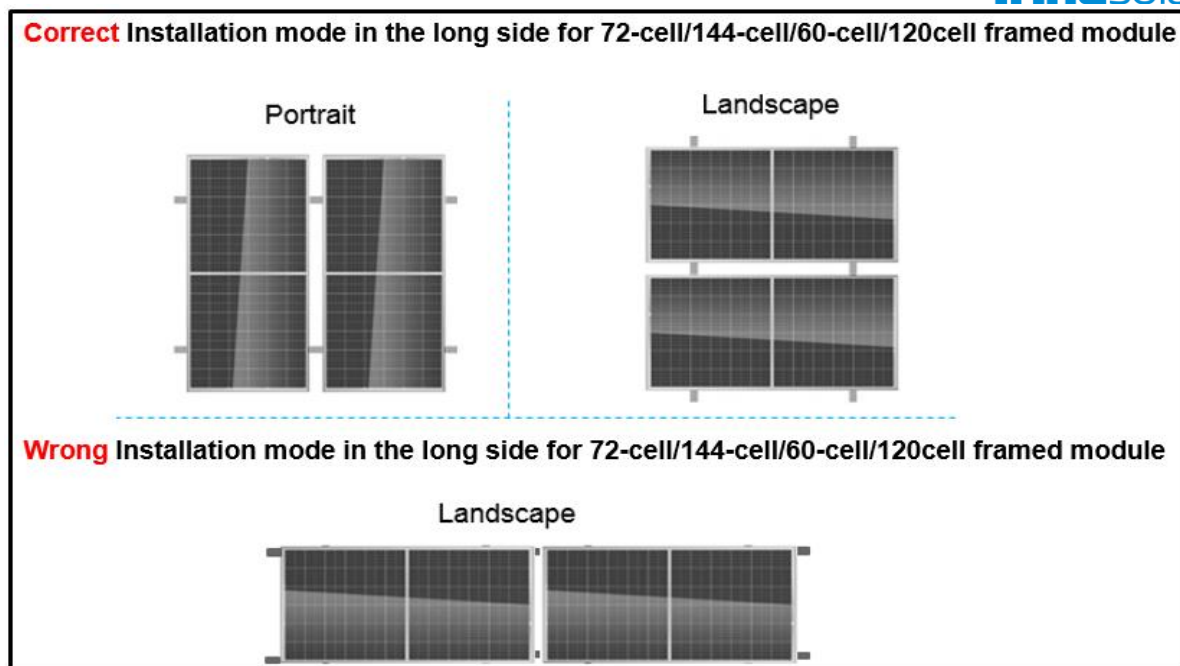 Correct Installation mode in the long side for 72-cell/144-cell/60-cell/120cell framed module
Portrait
Landscape
Wrong Installation mode in the long side for 72-cell/144-cell/60-cell/120cell framed module
Landscape